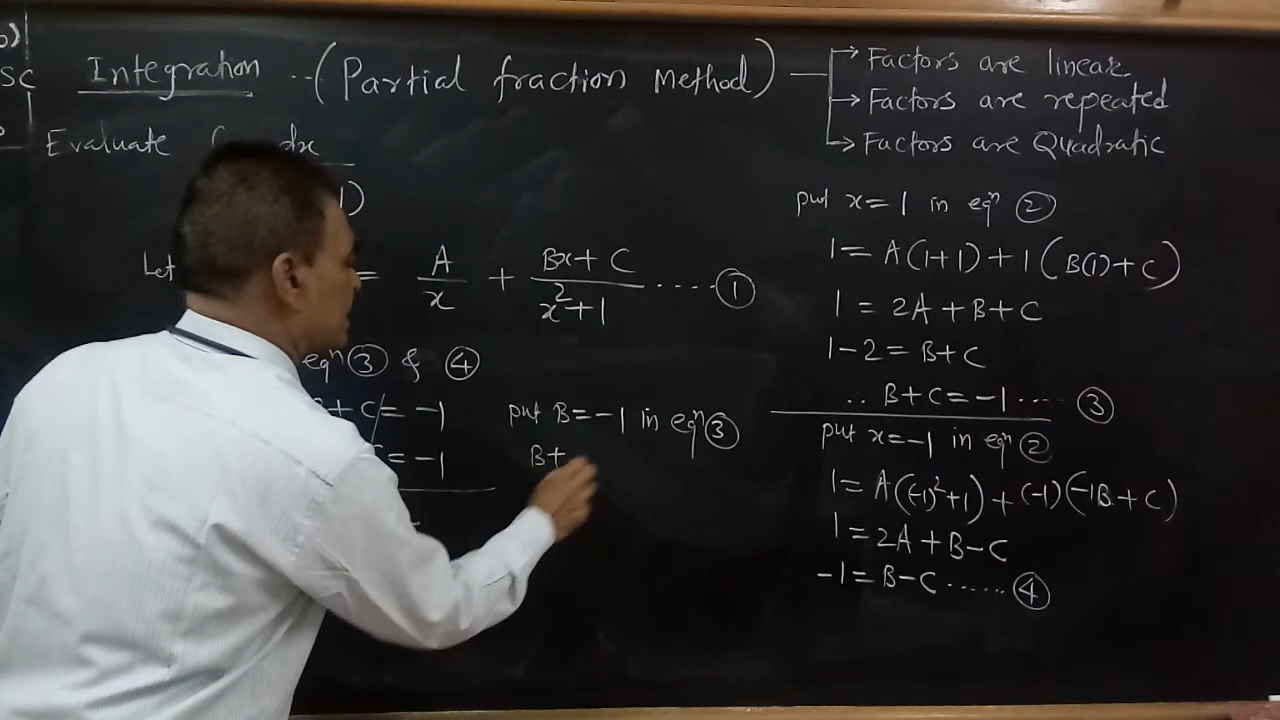 SC
Integration ..(Partial fraction Method)
→ Factors are linear
→ Factors are repeated
→ Factors are Quadratic
Evaluate ∫ dx
1)
Let = A/x + (Bx + C)/(x² + 1) ..... ①
eqⁿ ③ & ④
B + C = -1
C = -1
put B = -1 in eqⁿ ③
B +
put x = 1 in eqⁿ ②
1 = A(1+1) + 1(B(1) + C)
1 = 2A + B + C
1 - 2 = B + C
.. B + C = -1 .... ③
put x = -1 in eqⁿ ②
1 = A((-1)² + 1) + (-1)(-1B + C)
1 = 2A + B - C
-1 = B - C ...... ④